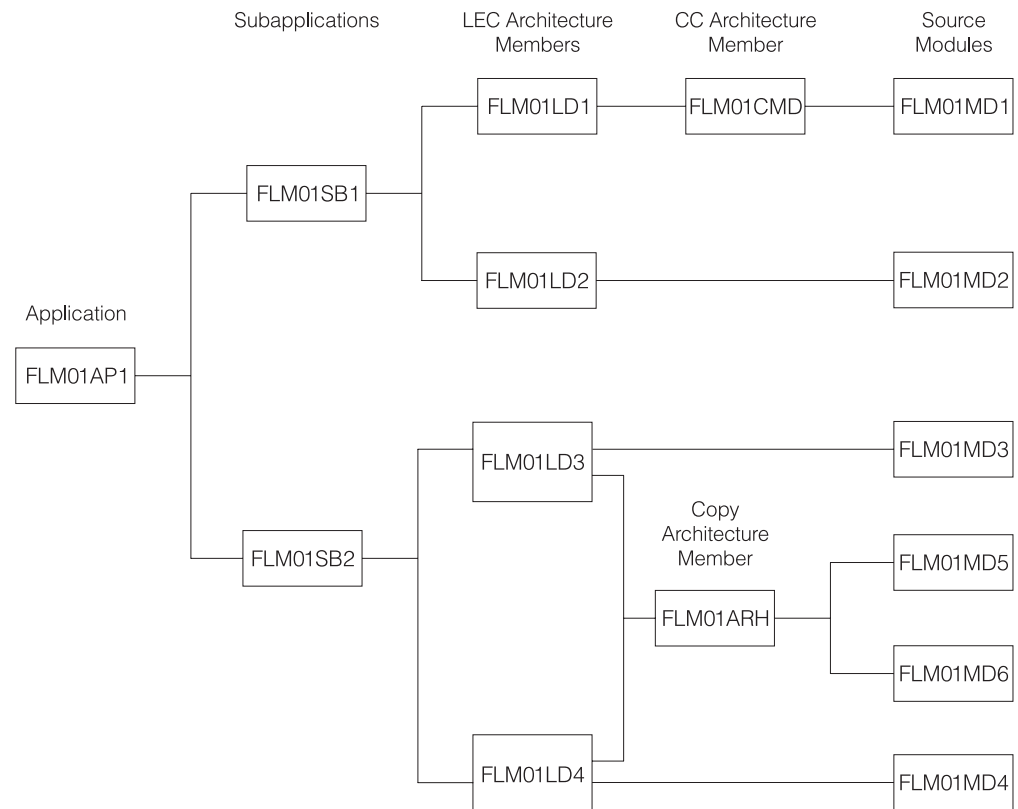 Subapplications
LEC Architecture
Members
CC Architecture
Member
Source
Modules
FLM01LD1
FLM01CMD
FLM01MD1
FLM01SB1
FLM01LD2
FLM01MD2
Application
FLM01AP1
FLM01LD3
FLM01MD3
Copy
Architecture
Member
FLM01SB2
FLM01MD5
FLM01ARH
FLM01MD6
FLM01LD4
FLM01MD4